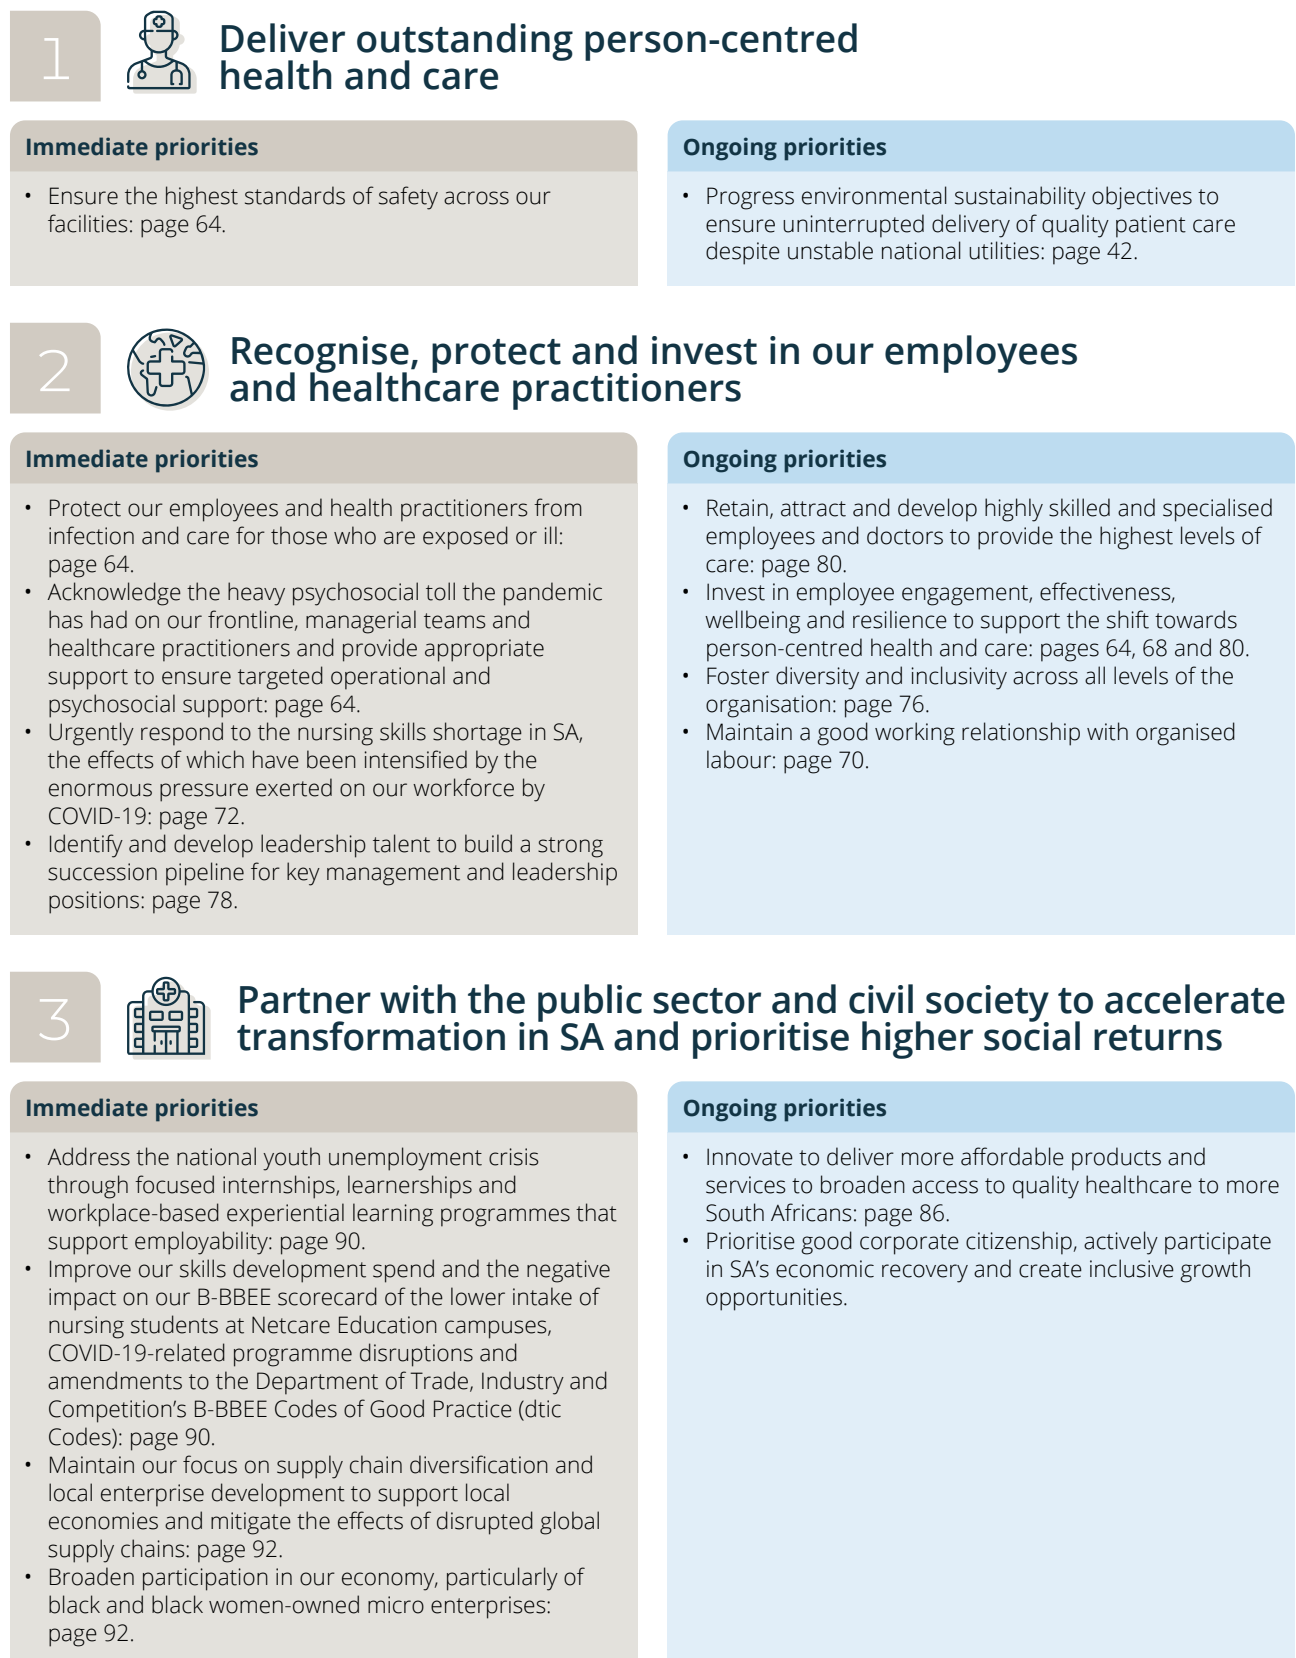 1
Deliver outstanding person-centred
health and care
Immediate priorities
• Ensure the highest standards of safety across our
facilities: page 64.
Ongoing priorities
• Progress environmental sustainability objectives to
ensure uninterrupted delivery of quality patient care
despite unstable national utilities: page 42.
2
Recognise, protect and invest in our employees
and healthcare practitioners
Immediate priorities
• Protect our employees and health practitioners from
infection and care for those who are exposed or ill:
page 64.
• Acknowledge the heavy psychosocial toll the pandemic
has had on our frontline, managerial teams and
healthcare practitioners and provide appropriate
support to ensure targeted operational and
psychosocial support: page 64.
• Urgently respond to the nursing skills shortage in SA,
the effects of which have been intensified by the
enormous pressure exerted on our workforce by
COVID-19: page 72.
• Identify and develop leadership talent to build a strong
succession pipeline for key management and leadership
positions: page 78.
Ongoing priorities
• Retain, attract and develop highly skilled and specialised
employees and doctors to provide the highest levels of
care: page 80.
• Invest in employee engagement, effectiveness,
wellbeing and resilience to support the shift towards
person-centred health and care: pages 64, 68 and 80.
• Foster diversity and inclusivity across all levels of the
organisation: page 76.
• Maintain a good working relationship with organised
labour: page 70.
3
Partner with the public sector and civil society to accelerate
transformation in SA and prioritise higher social returns
Immediate priorities
• Address the national youth unemployment crisis
through focused internships, learnerships and
workplace-based experiential learning programmes that
support employability: page 90.
• Improve our skills development spend and the negative
impact on our B-BBEE scorecard of the lower intake of
nursing students at Netcare Education campuses,
COVID-19-related programme disruptions and
amendments to the Department of Trade, Industry and
Competition’s B-BBEE Codes of Good Practice (dtic
Codes): page 90.
• Maintain our focus on supply chain diversification and
local enterprise development to support local
economies and mitigate the effects of disrupted global
supply chains: page 92.
• Broaden participation in our economy, particularly of
black and black women-owned micro enterprises:
page 92.
Ongoing priorities
• Innovate to deliver more affordable products and
services to broaden access to quality healthcare to more
South Africans: page 86.
• Prioritise good corporate citizenship, actively participate
in SA’s economic recovery and create inclusive growth
opportunities.